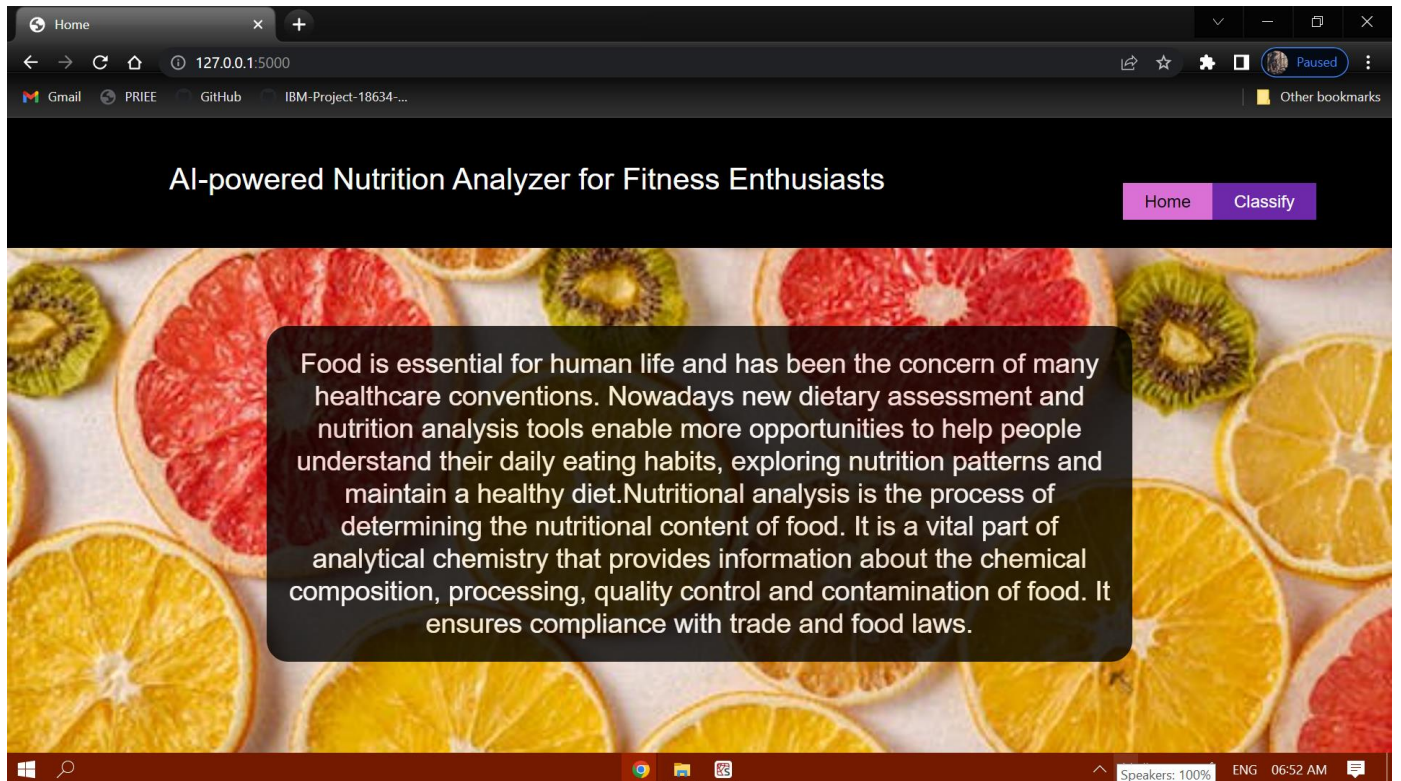 Home
127.0.0.1:5000
Paused
Gmail PRIEE GitHub IBM-Project-18634-... Other bookmarks
AI-powered Nutrition Analyzer for Fitness Enthusiasts
Home Classify
Food is essential for human life and has been the concern of many
healthcare conventions. Nowadays new dietary assessment and
nutrition analysis tools enable more opportunities to help people
understand their daily eating habits, exploring nutrition patterns and
maintain a healthy diet.Nutritional analysis is the process of
determining the nutritional content of food. It is a vital part of
analytical chemistry that provides information about the chemical
composition, processing, quality control and contamination of food. It
ensures compliance with trade and food laws.
Speakers: 100% ENG 06:52 AM